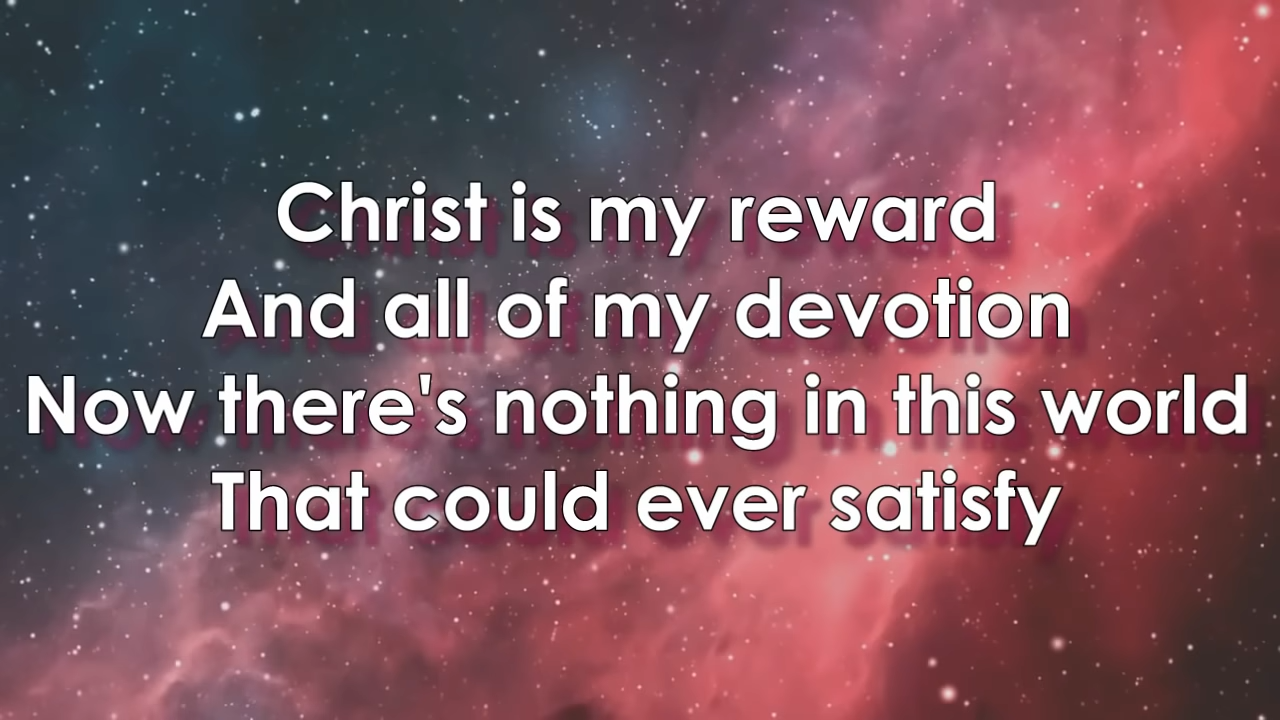 Christ is my reward
And all of my devotion
Now there's nothing in this world
That could ever satisfy